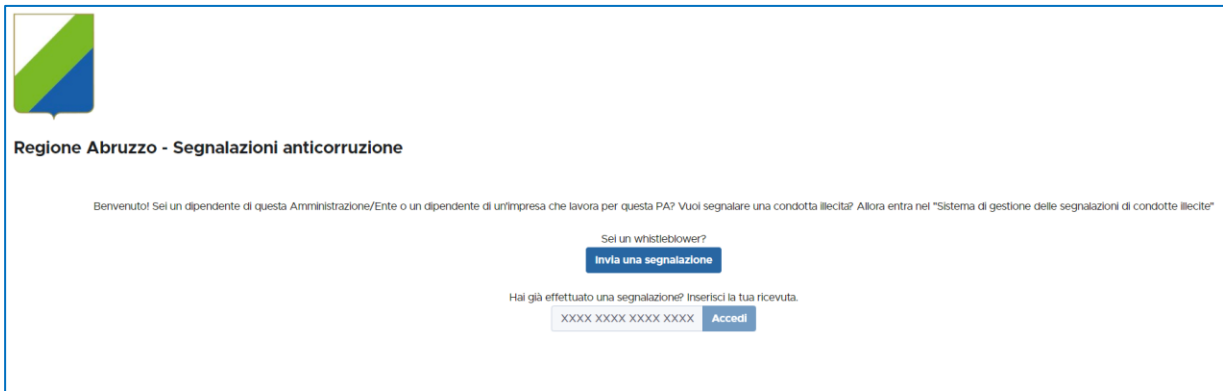 Regione Abruzzo - Segnalazioni anticorruzione
Benvenuto! Sei un dipendente di questa Amministrazione/Ente o un dipendente di un'impresa che lavora per questa PA? Vuoi segnalare una condotta illecita? Allora entra nel "Sistema di gestione delle segnalazioni di condotte illecite"
Sei un whistleblower?
Invia una segnalazione
Hai già effettuato una segnalazione? Inserisci la tua ricevuta.
XXXX XXXX XXXX XXXX Accedi